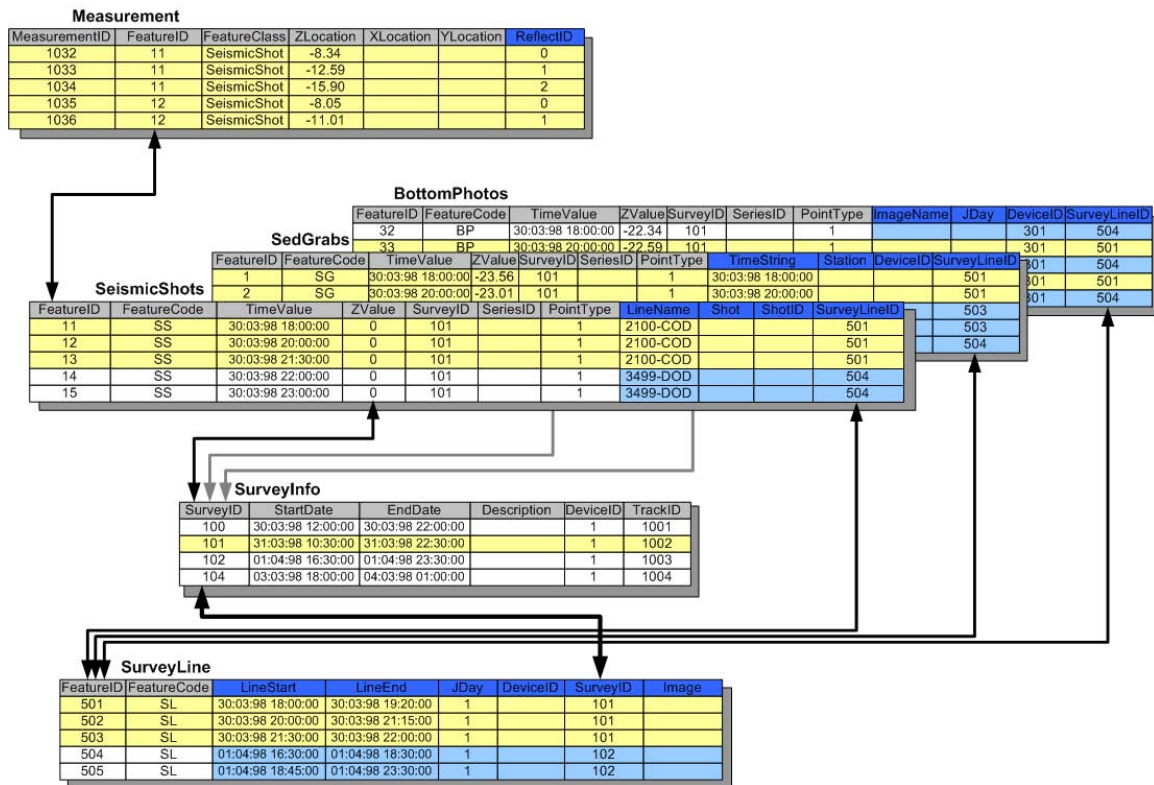 Measurement
MeasurementID FeatureID FeatureClass ZLocation XLocation YLocation ReflectID
1032 11 SeismicShot -8.34 0
1033 11 SeismicShot -12.59 1
1034 11 SeismicShot -15.90 2
1035 12 SeismicShot -8.05 0
1036 12 SeismicShot -11.01 1
BottomPhotos
FeatureID FeatureCode TimeValue ZValue SurveyID SeriesID PointType ImageName JDay DeviceID SurveyLineID
32 BP 30:03:98 18:00:00 -22.34 101 1 301 504
33 BP 30:03:98 20:00:00 -22.59 101 1 301 501
301 504
301 501
301 504
SedGrabs
FeatureID FeatureCode TimeValue ZValue SurveyID SeriesID PointType TimeString Station DeviceID SurveyLineID
1 SG 30:03:98 18:00:00 -23.56 101 1 30:03:98 18:00:00 501
2 SG 30:03:98 20:00:00 -23.01 101 1 30:03:98 20:00:00 501
503
503
504
SeismicShots
FeatureID FeatureCode TimeValue ZValue SurveyID SeriesID PointType LineName Shot ShotID SurveyLineID
11 SS 30:03:98 18:00:00 0 101 1 2100-COD 501
12 SS 30:03:98 20:00:00 0 101 1 2100-COD 501
13 SS 30:03:98 21:30:00 0 101 1 2100-COD 501
14 SS 30:03:98 22:00:00 0 101 1 3499-DOD 504
15 SS 30:03:98 23:00:00 0 101 1 3499-DOD 504
SurveyInfo
SurveyID StartDate EndDate Description DeviceID TrackID
100 30:03:98 12:00:00 30:03:98 22:00:00 1 1001
101 31:03:98 10:30:00 31:03:98 22:30:00 1 1002
102 01:04:98 16:30:00 01:04:98 23:30:00 1 1003
104 03:03:98 18:00:00 04:03:98 01:00:00 1 1004
SurveyLine
FeatureID FeatureCode LineStart LineEnd JDay DeviceID SurveyID Image
501 SL 30:03:98 18:00:00 30:03:98 19:20:00 1 101
502 SL 30:03:98 20:00:00 30:03:98 21:15:00 1 101
503 SL 30:03:98 21:30:00 30:03:98 22:00:00 1 101
504 SL 01:04:98 16:30:00 01:04:98 18:30:00 1 102
505 SL 01:04:98 18:45:00 01:04:98 23:30:00 1 102